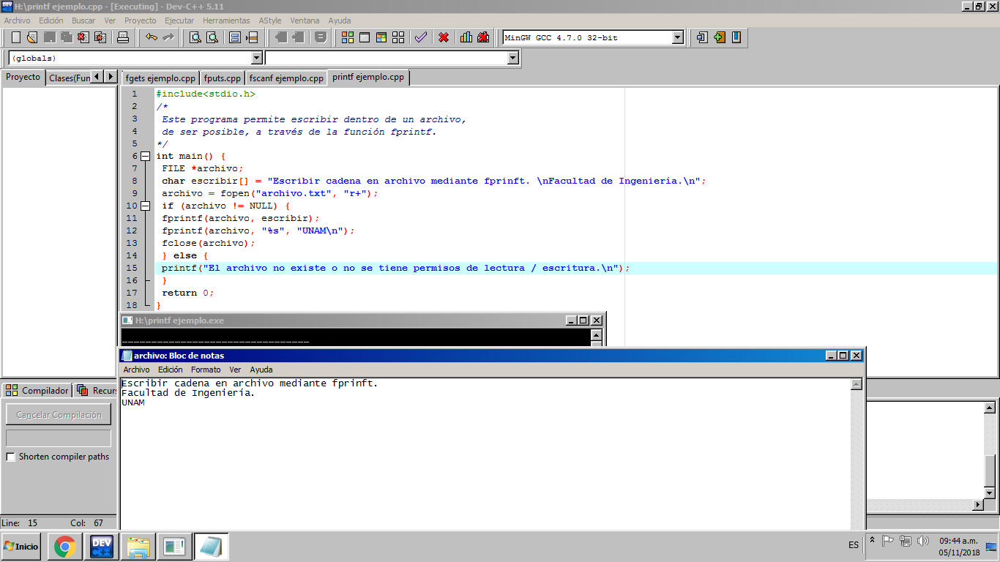 H:\printf ejemplo.cpp - [Executing] - Dev-C++ 5.11
Archivo Edición Buscar Ver Proyecto Ejecutar Herramientas AStyle Ventana Ayuda
MinGW GCC 4.7.0 32-bit
(globals)
Proyecto Clases(Fun fgets ejemplo.cpp fputs.cpp fscanf ejemplo.cpp printf ejemplo.cpp
1 #include<stdio.h>
2 /*
3 Este programa permite escribir dentro de un archivo,
4 de ser posible, a través de la función fprintf.
5 */
6 int main() {
7 FILE *archivo;
8 char escribir[] = "Escribir cadena en archivo mediante fprinft. \nFacultad de Ingeniería.\n";
9 archivo = fopen("archivo.txt", "r+");
10 if (archivo != NULL) {
11 fprintf(archivo, escribir);
12 fprintf(archivo, "%s", "UNAM\n");
13 fclose(archivo);
14 } else {
15 printf("El archivo no existe o no se tiene permisos de lectura / escritura.\n");
16 }
17 return 0;
18 }
H:\printf ejemplo.exe
--------------------------------
archivo: Bloc de notas
Archivo Edición Formato Ver Ayuda
Escribir cadena en archivo mediante fprinft.
Facultad de Ingeniería.
UNAM
Compilador Recurs
Cancelar Compilación
Shorten compiler paths
Line: 15 Col: 67
Inicio
DEV C++
ES
09:44 a.m.
05/11/2018